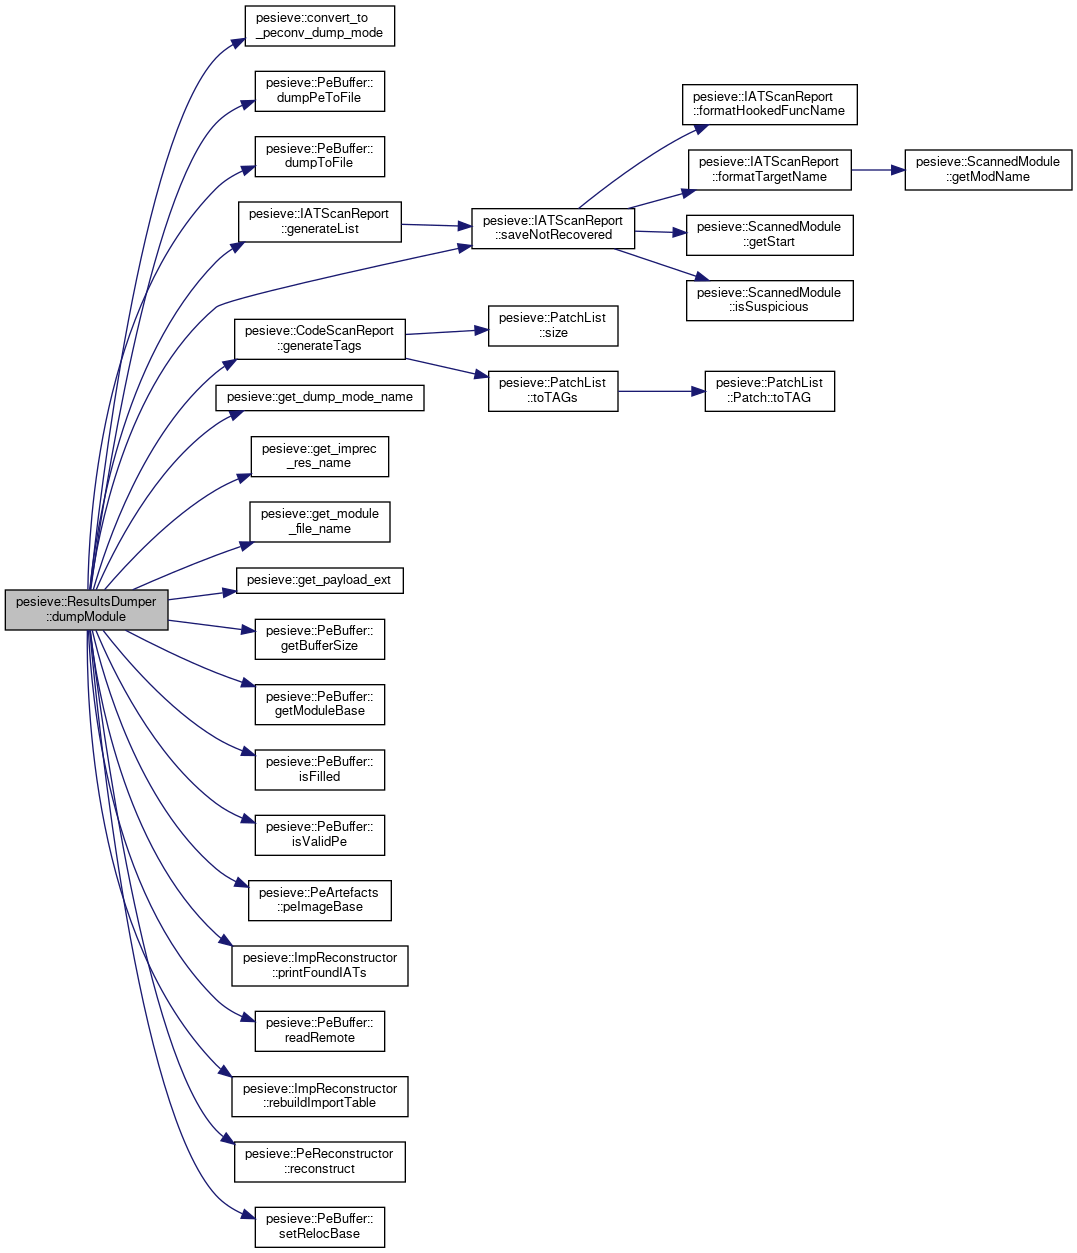 pesieve::convert_to
_peconv_dump_mode
pesieve::PeBuffer::
dumpPeToFile
pesieve::PeBuffer::
dumpToFile
pesieve::IATScanReport
::generateList
pesieve::IATScanReport
::saveNotRecovered
pesieve::IATScanReport
::formatHookedFuncName
pesieve::IATScanReport
::formatTargetName
pesieve::ScannedModule
::getModName
pesieve::ScannedModule
::getStart
pesieve::ScannedModule
::isSuspicious
pesieve::CodeScanReport
::generateTags
pesieve::PatchList
::size
pesieve::PatchList
::toTAGs
pesieve::PatchList
::Patch::toTAG
pesieve::get_dump_mode_name
pesieve::get_imprec
_res_name
pesieve::get_module
_file_name
pesieve::get_payload_ext
pesieve::ResultsDumper
::dumpModule
pesieve::PeBuffer::
getBufferSize
pesieve::PeBuffer::
getModuleBase
pesieve::PeBuffer::
isFilled
pesieve::PeBuffer::
isValidPe
pesieve::PeArtefacts
::peImageBase
pesieve::ImpReconstructor
::printFoundIATs
pesieve::PeBuffer::
readRemote
pesieve::ImpReconstructor
::rebuildImportTable
pesieve::PeReconstructor
::reconstruct
pesieve::PeBuffer::
setRelocBase